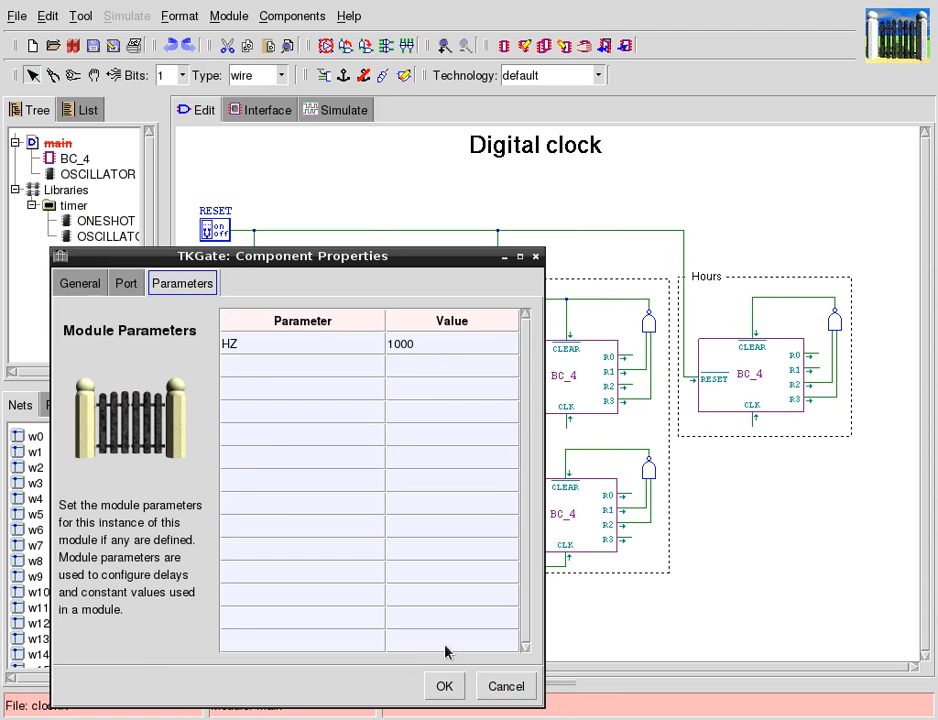 File Edit Tool Simulate Format Module Components Help
Bits: 1 Type: wire Technology: default
Tree List Edit Interface Simulate
main
BC_4
OSCILLATOR
Libraries
timer
ONESHOT
OSCILLATO
Digital clock
RESET
on
off
Nets
w0
w1
w2
w3
w4
w5
w6
w7
w8
w9
w10
w11
w12
w13
w14
TKGate: Component Properties
General Port Parameters
Module Parameters
Set the module parameters
for this instance of this
module if any are defined.
Module parameters are
used to configure delays
and constant values used
in a module.
Parameter Value
HZ 1000
OK Cancel
CLEAR
BC_4
R0
R1
R2
R3
CLK
CLEAR
BC_4
R0
R1
R2
R3
CLK
Hours
CLEAR
RESET BC_4
R0
R1
R2
R3
CLK